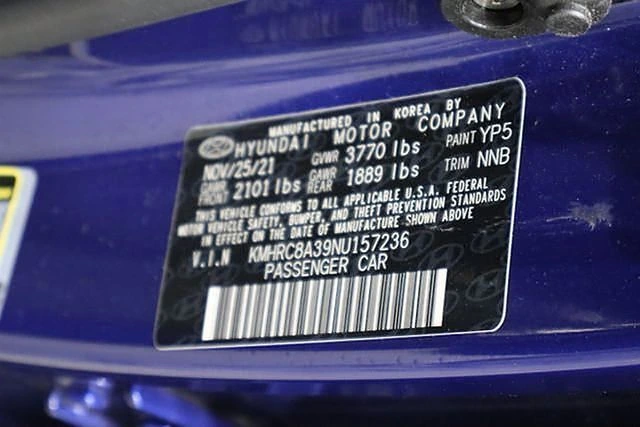 MANUFACTURED IN KOREA BY
HYUNDAI MOTOR COMPANY
NOV/25/21 GVWR 3770 lbs PAINT YP5
GAWR FRONT 2101 lbs GAWR REAR 1889 lbs TRIM NNB
THIS VEHICLE CONFORMS TO ALL APPLICABLE U.S.A. FEDERAL
MOTOR VEHICLE SAFETY, BUMPER, AND THEFT PREVENTION STANDARDS
IN EFFECT ON THE DATE OF MANUFACTURE SHOWN ABOVE
V.I.N KMHRC8A39NU157236
PASSENGER CAR